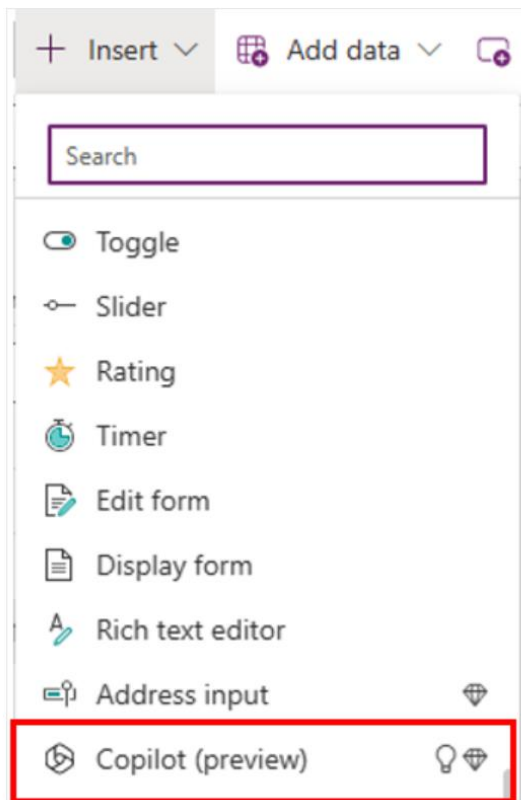 Insert Add data
Search
Toggle
Slider
Rating
Timer
Edit form
Display form
Rich text editor
Address input
Copilot (preview)